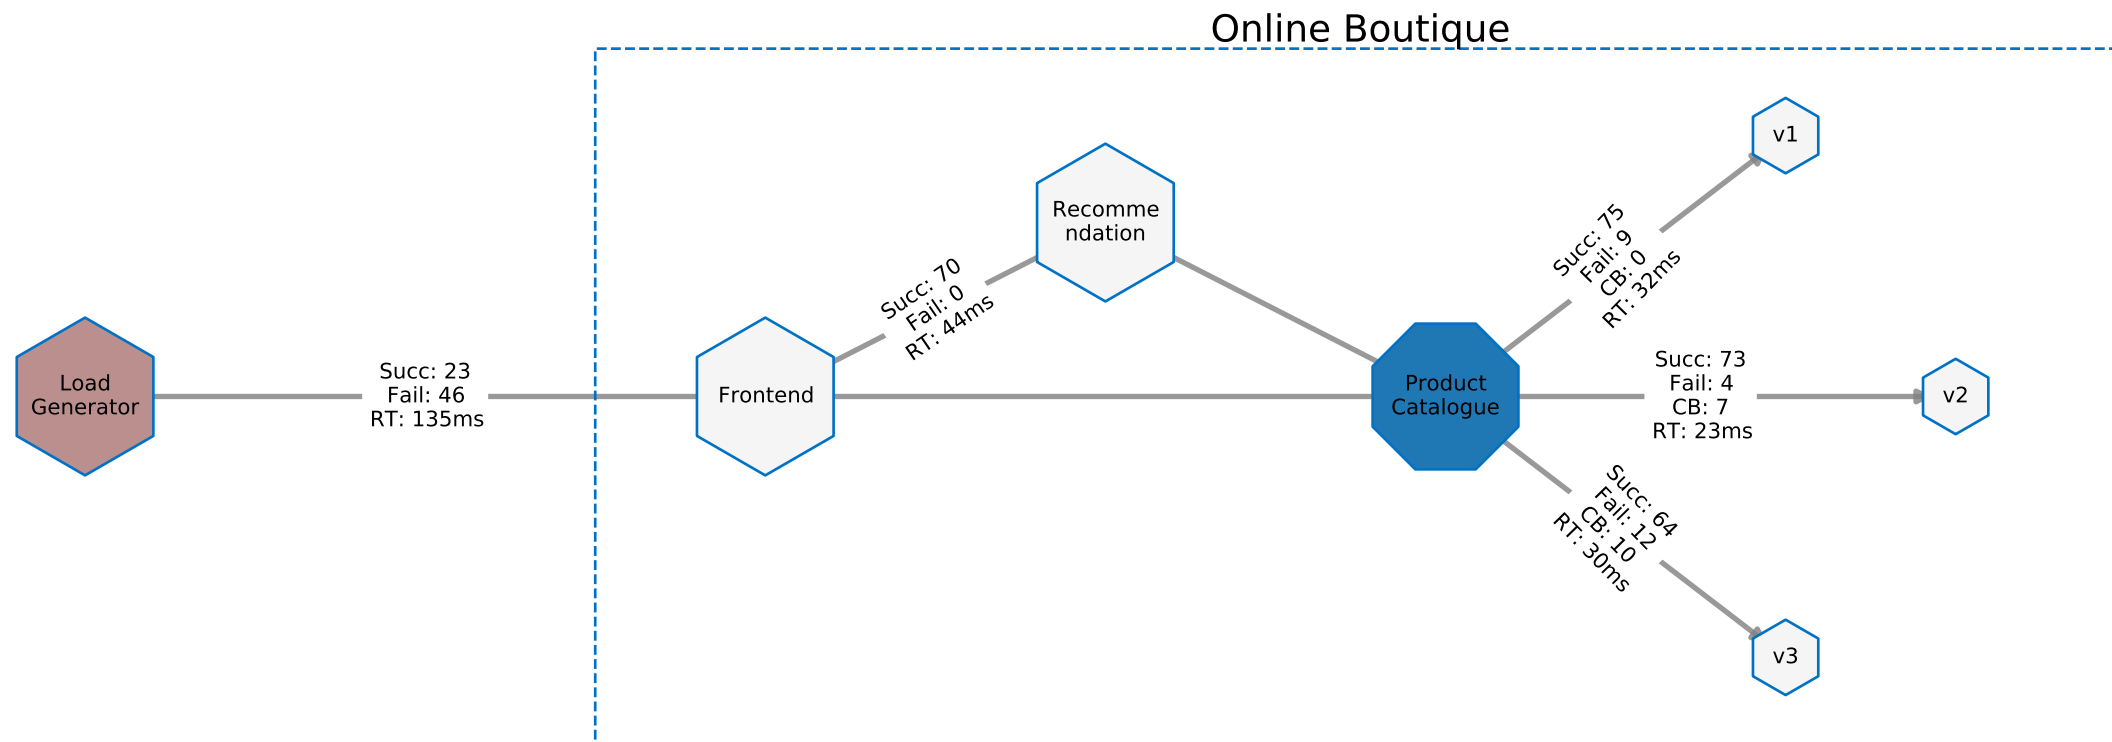 Online Boutique
Load
Generator
Succ: 23
Fail: 46
RT: 135ms
Frontend
Succ: 70
Fail: 0
RT: 44ms
Recomme
ndation
Product
Catalogue
Succ: 75
Fail: 9
CB: 0
RT: 32ms
v1
Succ: 73
Fail: 4
CB: 7
RT: 23ms
v2
Succ: 64
Fail: 12
CB: 10
RT: 30ms
v3